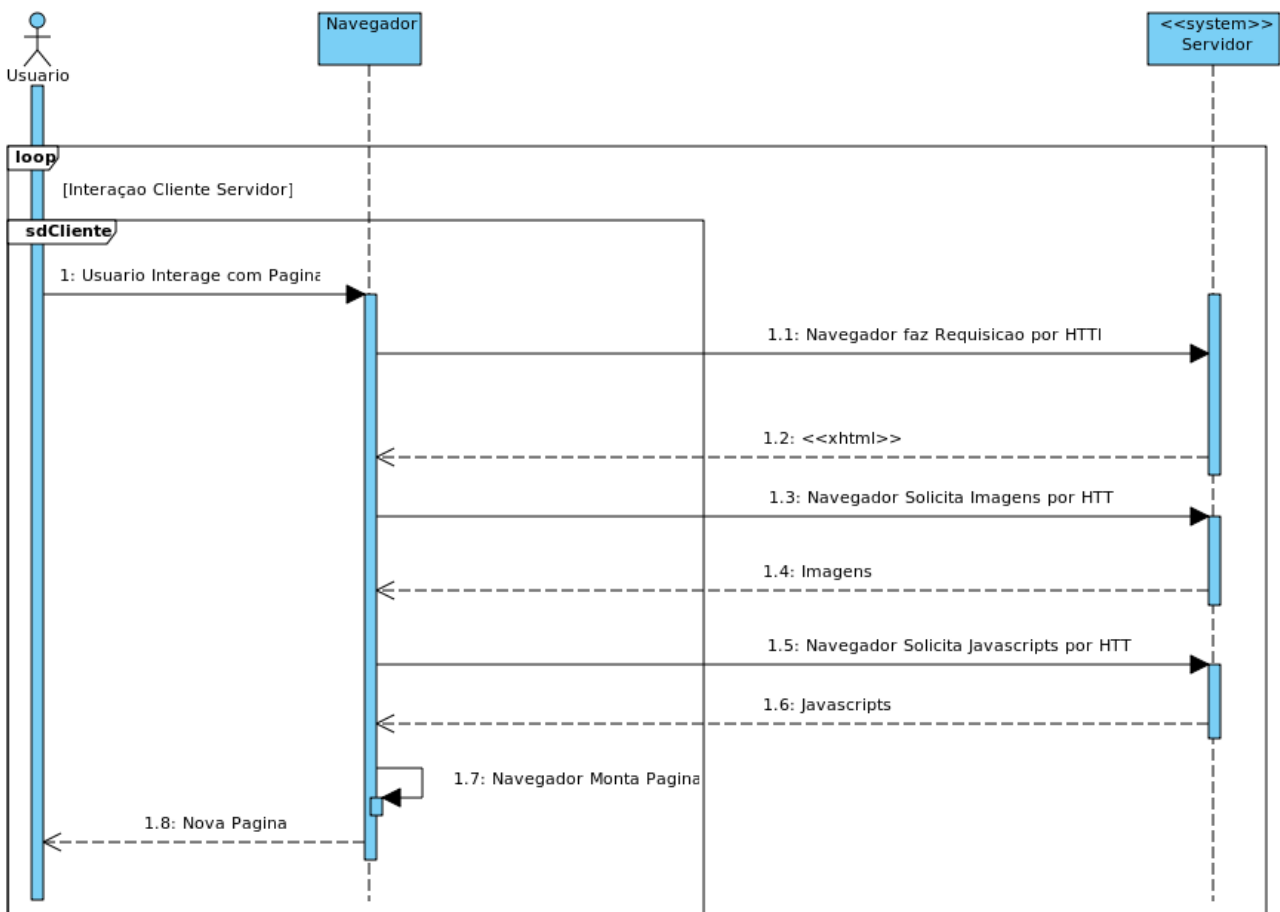 Usuario
Navegador
<<system>>
Servidor
loop
[Interaçao Cliente Servidor]
sdCliente
1: Usuario Interage com Pagina
1.1: Navegador faz Requisicao por HTTI
1.2: <<xhtml>>
1.3: Navegador Solicita Imagens por HTT
1.4: Imagens
1.5: Navegador Solicita Javascripts por HTT
1.6: Javascripts
1.7: Navegador Monta Pagina
1.8: Nova Pagina